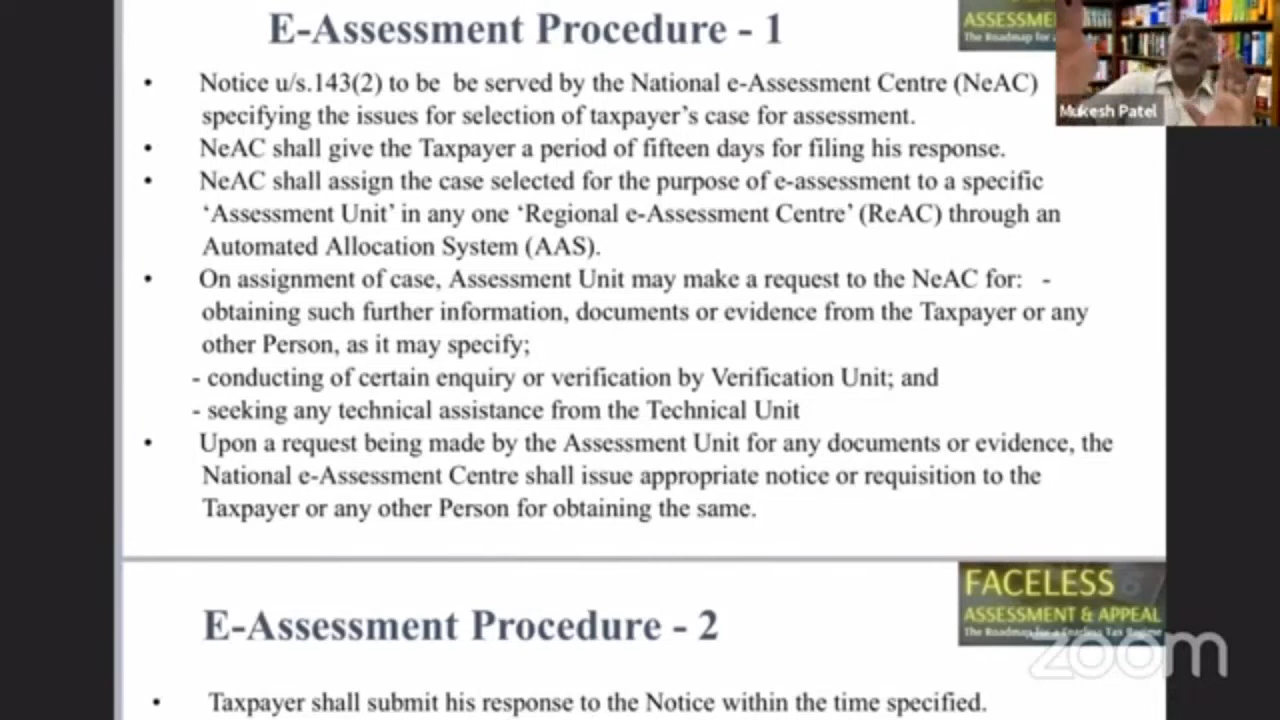 E-Assessment Procedure - 1
ASSESSME
The Roadmap for a
Mukesh Patel
• Notice u/s.143(2) to be be served by the National e-Assessment Centre (NeAC)
specifying the issues for selection of taxpayer's case for assessment.
• NeAC shall give the Taxpayer a period of fifteen days for filing his response.
• NeAC shall assign the case selected for the purpose of e-assessment to a specific
‘Assessment Unit’ in any one ‘Regional e-Assessment Centre’ (ReAC) through an
Automated Allocation System (AAS).
• On assignment of case, Assessment Unit may make a request to the NeAC for: -
obtaining such further information, documents or evidence from the Taxpayer or any
other Person, as it may specify;
- conducting of certain enquiry or verification by Verification Unit; and
- seeking any technical assistance from the Technical Unit
• Upon a request being made by the Assessment Unit for any documents or evidence, the
National e-Assessment Centre shall issue appropriate notice or requisition to the
Taxpayer or any other Person for obtaining the same.
E-Assessment Procedure - 2
FACELESS
ASSESSMENT & APPEAL
The Roadmap for a Fearless Tax Regime
zoom
• Taxpayer shall submit his response to the Notice within the time specified.